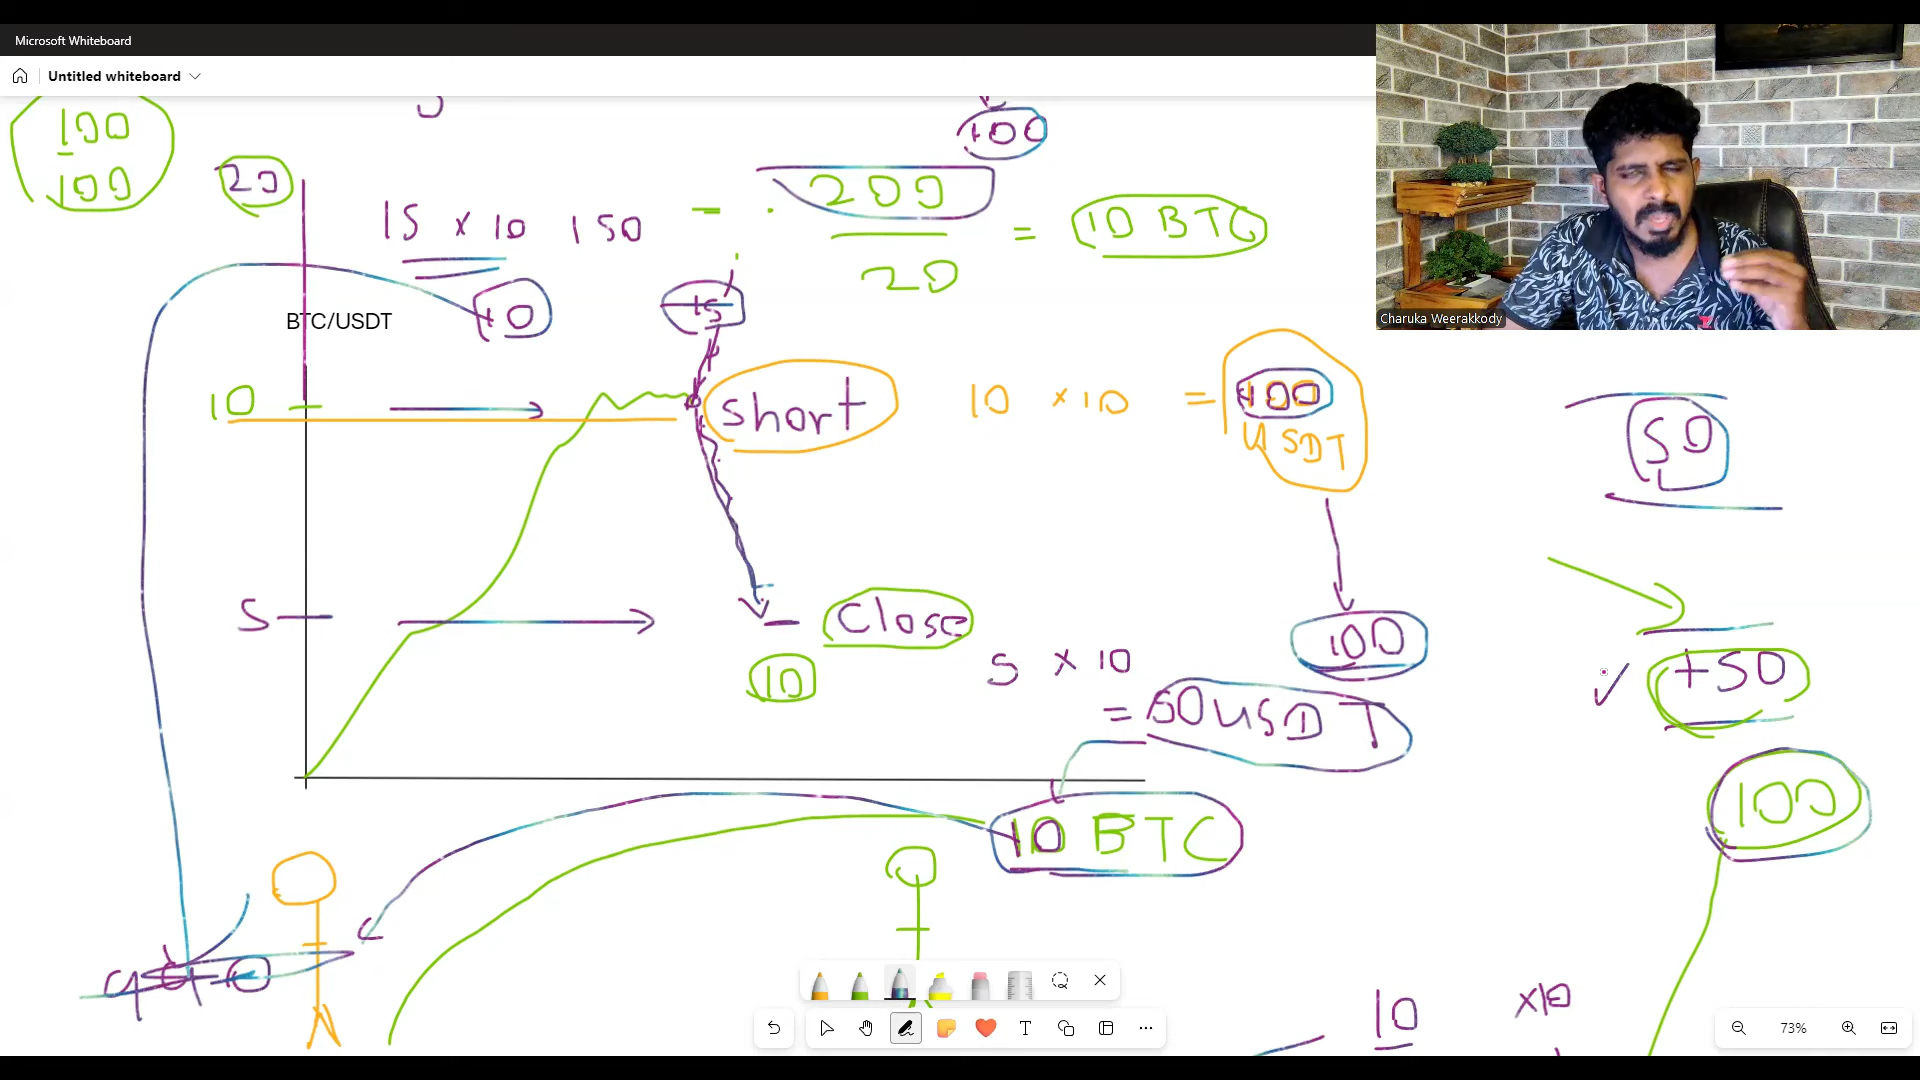 Microsoft Whiteboard
Untitled whiteboard
100
100
20
15 x 10 150
- 200
20
= 10 BTC
100
10
15
BTC/USDT
10
short
10 x 10 = 100
USDT
50
5
close
10
100
5 x 10
= 50 USDT
+50
100
10 BTC
10
x10
73%
Charuka Weerakkody